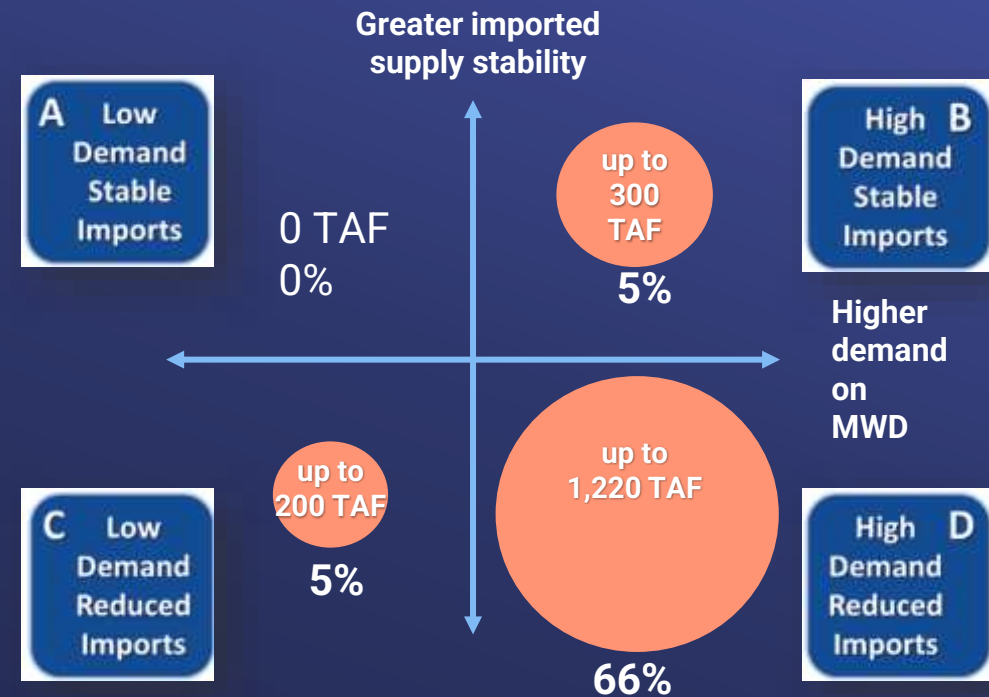 Greater imported
supply stability
A Low
Demand
Stable
Imports
0 TAF
0%
up to
300
TAF
5%
High B
Demand
Stable
Imports
Higher
demand
on
MWD
C Low
Demand
Reduced
Imports
up to
200 TAF
5%
up to
1,220 TAF
66%
High D
Demand
Reduced
Imports